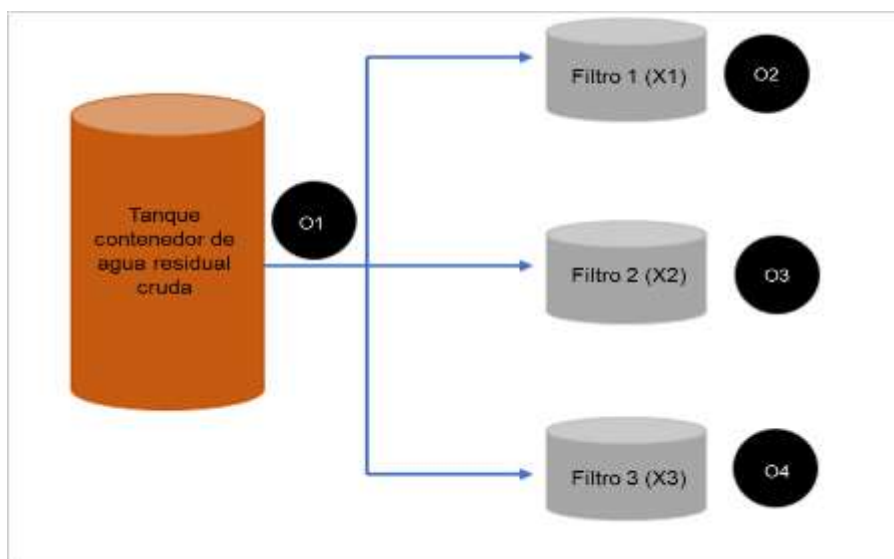 Filtro 1 (X1)
O2
Tanque
contenedor de
agua residual
cruda
O1
Filtro 2 (X2)
O3
Filtro 3 (X3)
O4